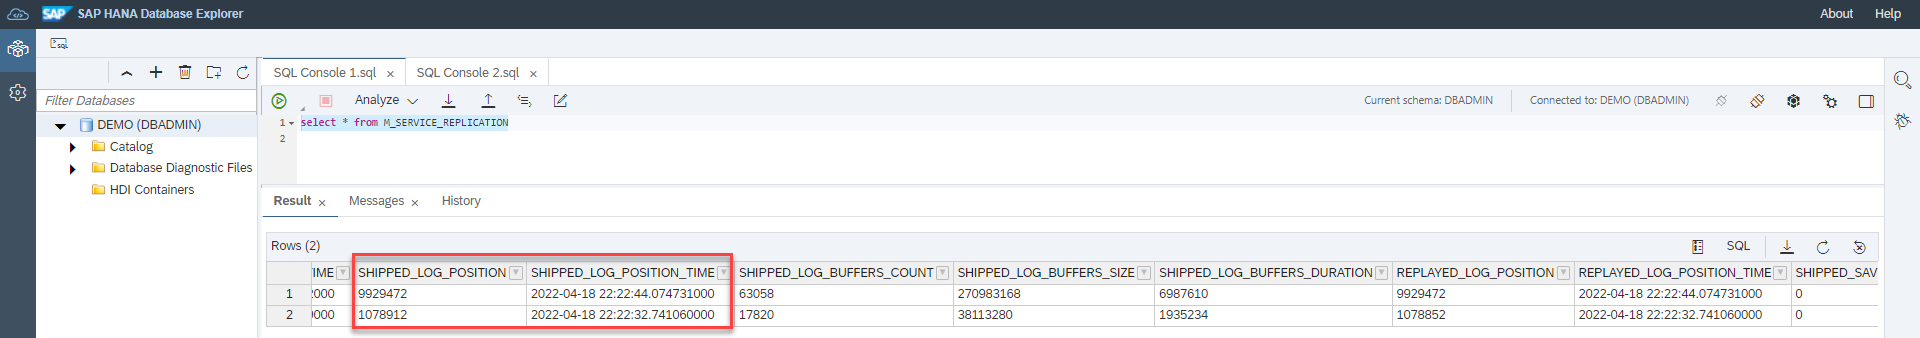 SAP SAP HANA Database Explorer About Help
SQL
SQL Console 1.sql × SQL Console 2.sql ×
Filter Databases
Analyze Current schema: DBADMIN Connected to: DEMO (DBADMIN)
DEMO (DBADMIN)
Catalog
Database Diagnostic Files
HDI Containers
1 select * from M_SERVICE_REPLICATION
2
Result × Messages × History
Rows (2) SQL
TIME SHIPPED_LOG_POSITION SHIPPED_LOG_POSITION_TIME SHIPPED_LOG_BUFFERS_COUNT SHIPPED_LOG_BUFFERS_SIZE SHIPPED_LOG_BUFFERS_DURATION REPLAYED_LOG_POSITION REPLAYED_LOG_POSITION_TIME SHIPPED_SAV
1 000 9929472 2022-04-18 22:22:44.074731000 63058 270983168 6987610 9929472 2022-04-18 22:22:44.074731000 0
2 000 1078912 2022-04-18 22:22:32.741060000 17820 38113280 1935234 1078852 2022-04-18 22:22:32.741060000 0